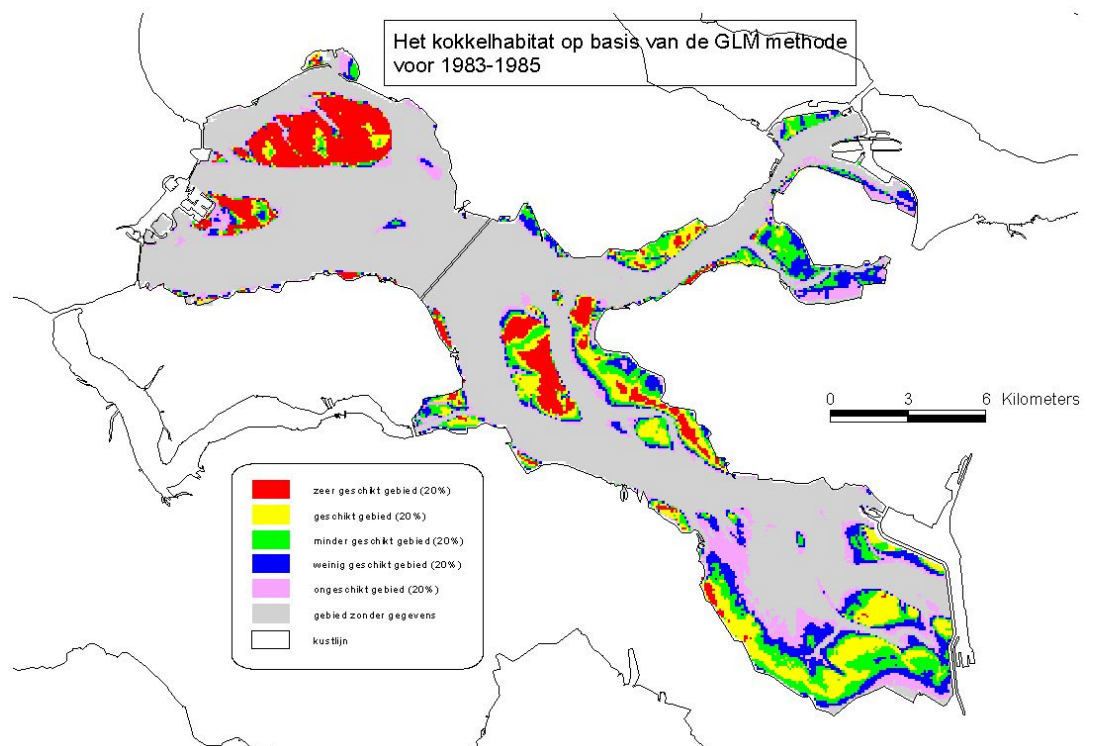 Het kokkelhabitat op basis van de GLM methode
voor 1983-1985
0 3 6 Kilometers
zeer geschikt gebied (20%)
geschikt gebied (20%)
minder geschikt gebied (20%)
weinig geschikt gebied (20%)
ongeschikt gebied (20%)
gebied zonder gegevens
kustlijn